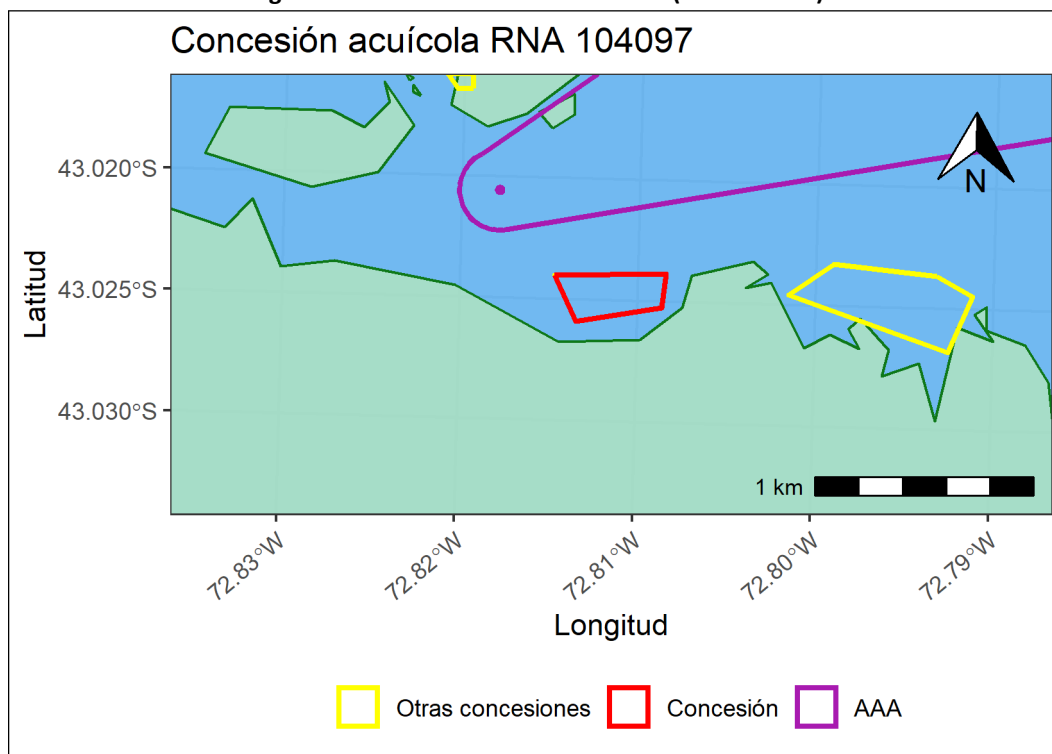 Concesión acuícola RNA 104097
N
43.020°S
43.025°S
43.030°S
Latitud
1 km
72.83°W
72.82°W
72.81°W
72.80°W
72.79°W
Longitud
Otras concesiones
Concesión
AAA